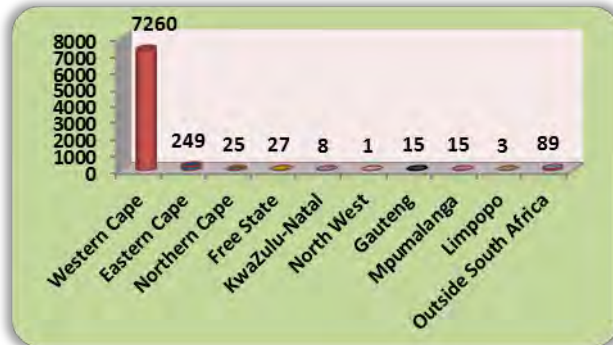 7260
8000
7000
6000
5000
4000
3000
2000
1000
0
249 25 27 8 1 15 15 3 89
Western Cape
Eastern Cape
Northern Cape
Free State
KwaZulu-Natal
North West
Gauteng
Mpumalanga
Limpopo
Outside South Africa